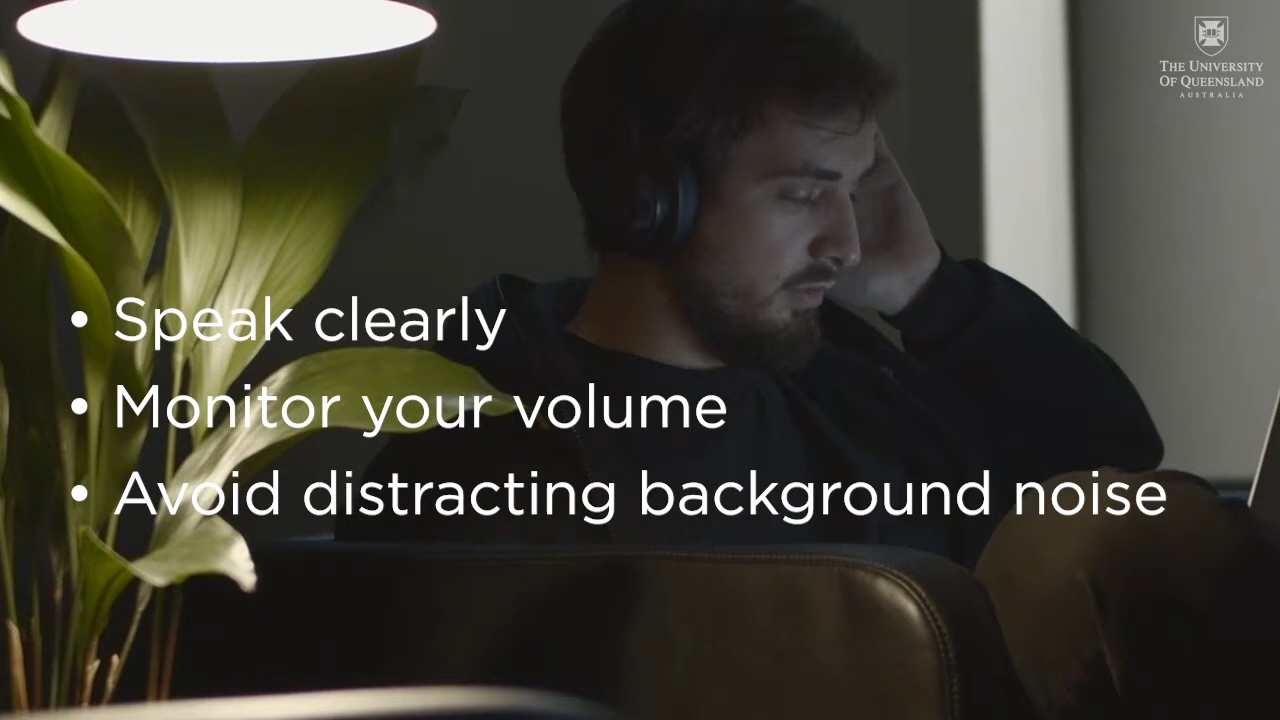 THE UNIVERSITY
OF QUEENSLAND
AUSTRALIA
• Speak clearly
• Monitor your volume
• Avoid distracting background noise